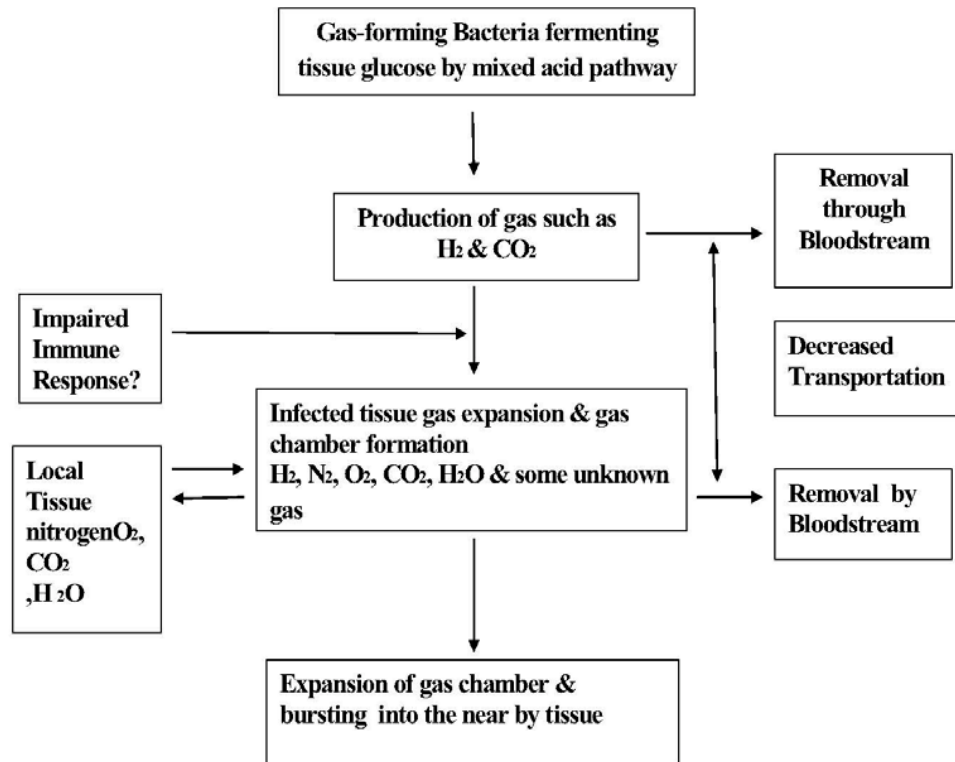 Gas-forming Bacteria fermenting
tissue glucose by mixed acid pathway
Production of gas such as
H₂ & CO₂
Removal
through
Bloodstream
Impaired
Immune
Response?
Decreased
Transportation
Infected tissue gas expansion & gas
chamber formation
H₂, N₂, O₂, CO₂, H₂O & some unknown
gas
Local
Tissue
nitrogenO₂,
CO₂
,H ₂O
Removal by
Bloodstream
Expansion of gas chamber &
bursting into the near by tissue